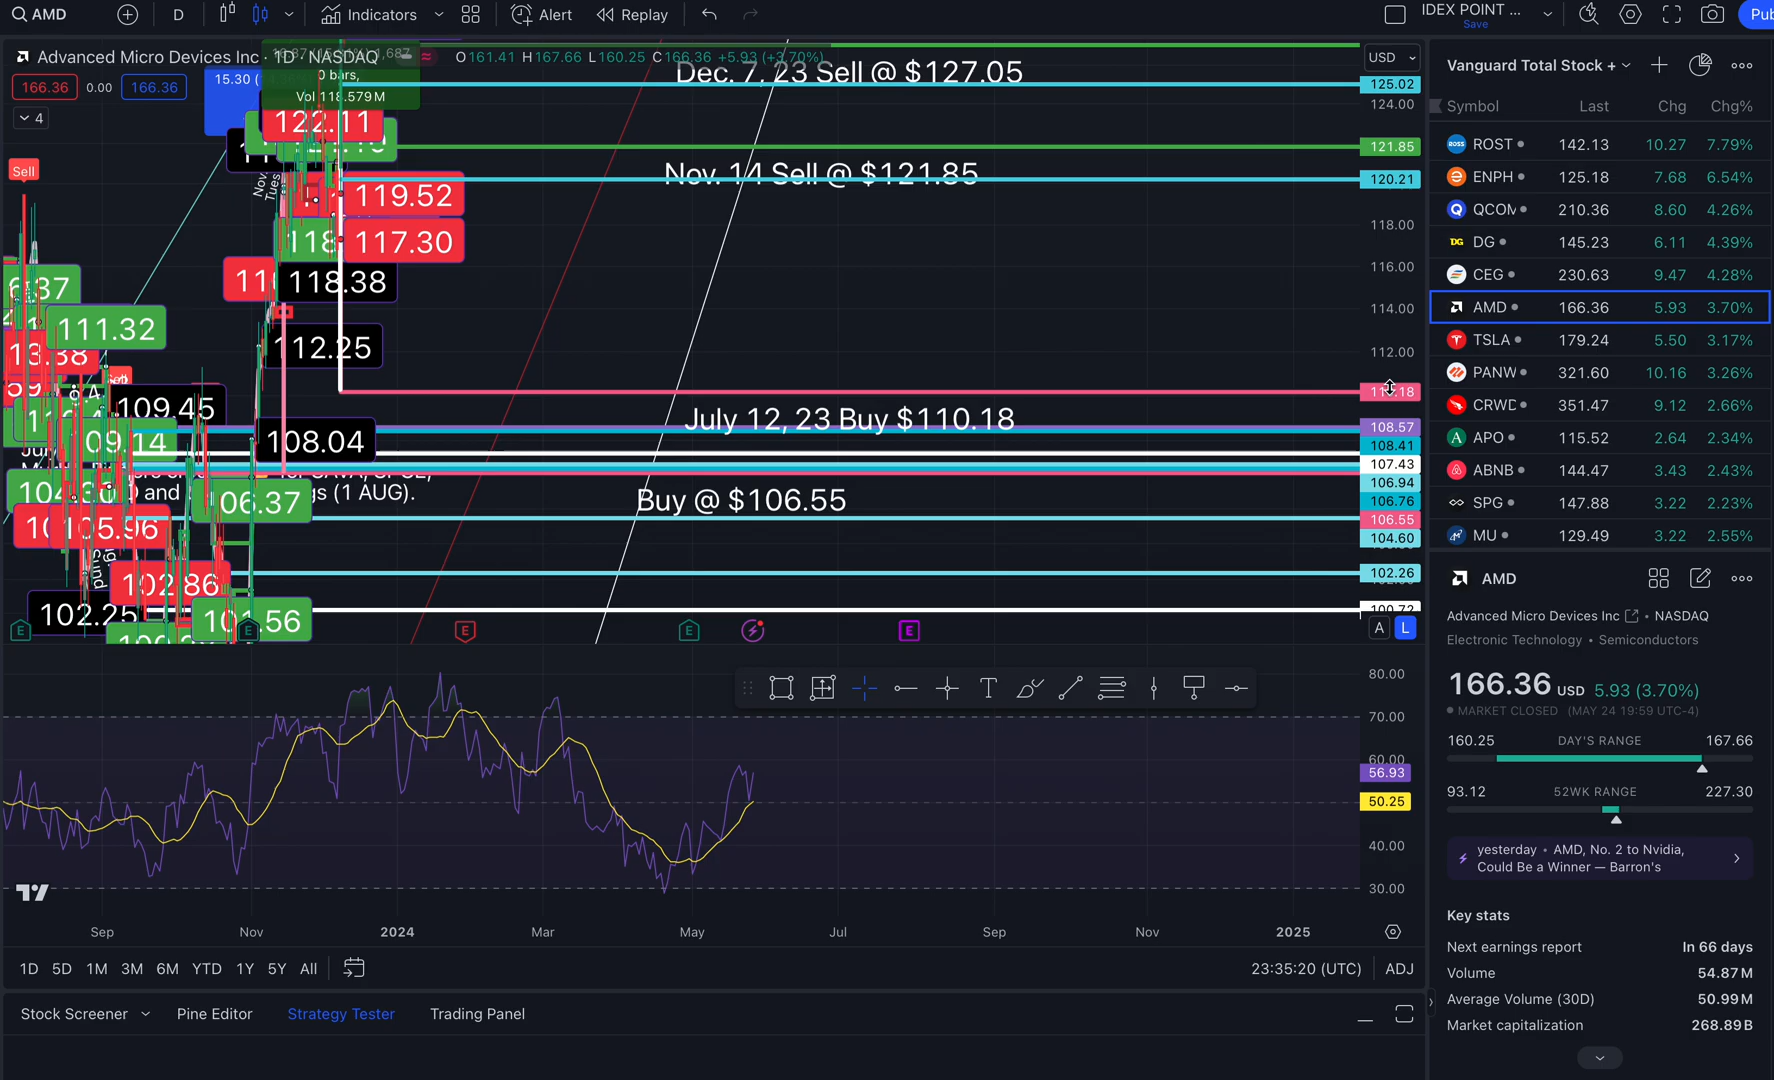 AMD
D
Indicators
Alert
Replay
IDEX POINT ...
Save
Pub
Advanced Micro Devices Inc · 1D · NASDAQ
O161.41 H167.66 L160.25 C166.36 +5.93 (+3.70%)
USD
166.36 0.00 166.36
15.30
0 bars,
Vol 118.579M
4
Sell
Dec. 7, 23 Sell @ $127.05
Nov. 14 Sell @ $121.85
July 12, 23 Buy $110.18
Buy @ $106.55
122.11
119.52
117.30
118.38
112.25
111.32
109.45
108.04
09.14
06.37
105.96
102.86
102.25
gs (1 AUG).
125.02
124.00
121.85
120.21
118.00
116.00
114.00
112.00
108.57
108.41
107.43
106.94
106.76
106.55
104.60
102.26
100.72
A L
E E E E
80.00
70.00
60.00
56.93
50.25
40.00
30.00
Sep Nov 2024 Mar May Jul Sep Nov 2025
1D 5D 1M 3M 6M YTD 1Y 5Y All
23:35:20 (UTC) ADJ
Stock Screener Pine Editor Strategy Tester Trading Panel
Vanguard Total Stock +
Symbol Last Chg Chg%
ROST 142.13 10.27 7.79%
ENPH 125.18 7.68 6.54%
QCOM 210.36 8.60 4.26%
DG 145.23 6.11 4.39%
CEG 230.63 9.47 4.28%
AMD 166.36 5.93 3.70%
TSLA 179.24 5.50 3.17%
PANW 321.60 10.16 3.26%
CRWD 351.47 9.12 2.66%
APO 115.52 2.64 2.34%
ABNB 144.47 3.43 2.43%
SPG 147.88 3.22 2.23%
MU 129.49 3.22 2.55%
AMD
Advanced Micro Devices Inc • NASDAQ
Electronic Technology • Semiconductors
166.36 USD 5.93 (3.70%)
MARKET CLOSED (MAY 24 19:59 UTC-4)
160.25 DAY'S RANGE 167.66
93.12 52WK RANGE 227.30
yesterday • AMD, No. 2 to Nvidia,
Could Be a Winner — Barron's
Key stats
Next earnings report In 66 days
Volume 54.87M
Average Volume (30D) 50.99M
Market capitalization 268.89B